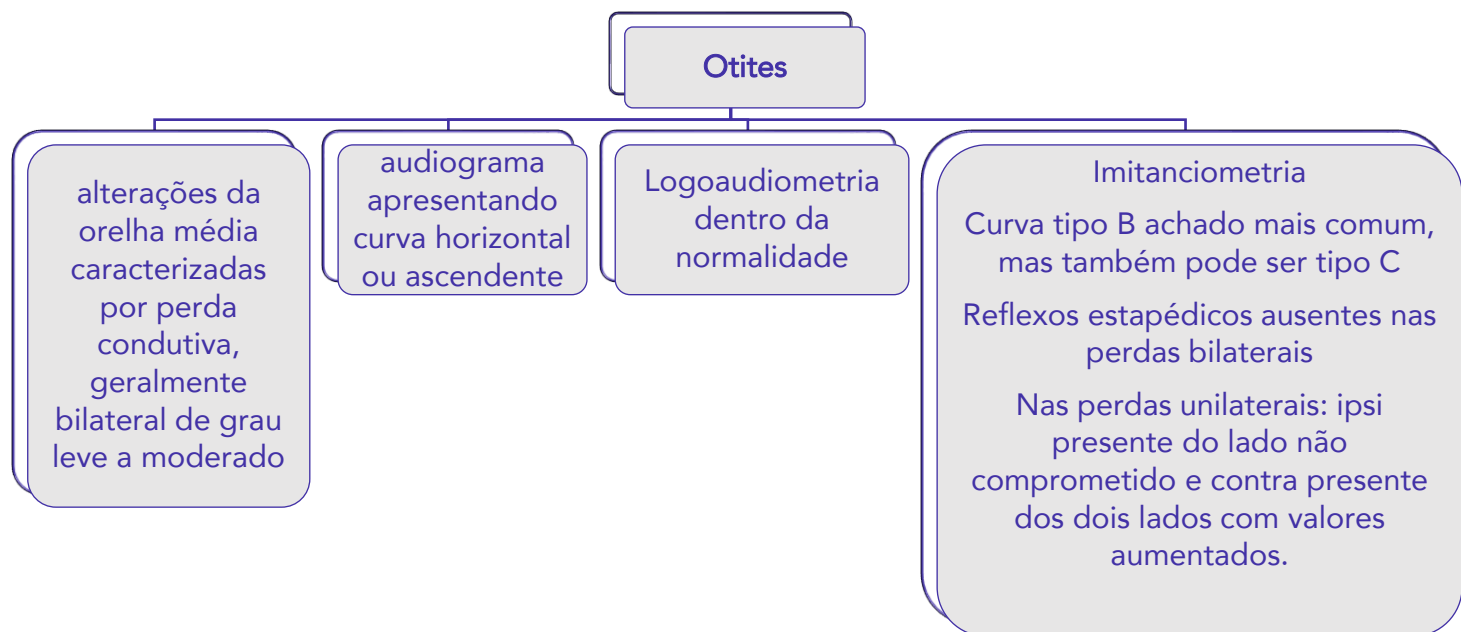 Otites
alterações da
orelha média
caracterizadas
por perda
condutiva,
geralmente
bilateral de grau
leve a moderado
audiograma
apresentando
curva horizontal
ou ascendente
Logoaudiometria
dentro da
normalidade
Imitanciometria
Curva tipo B achado mais comum,
mas também pode ser tipo C
Reflexos estapédicos ausentes nas
perdas bilaterais
Nas perdas unilaterais: ipsi
presente do lado não
comprometido e contra presente
dos dois lados com valores
aumentados.